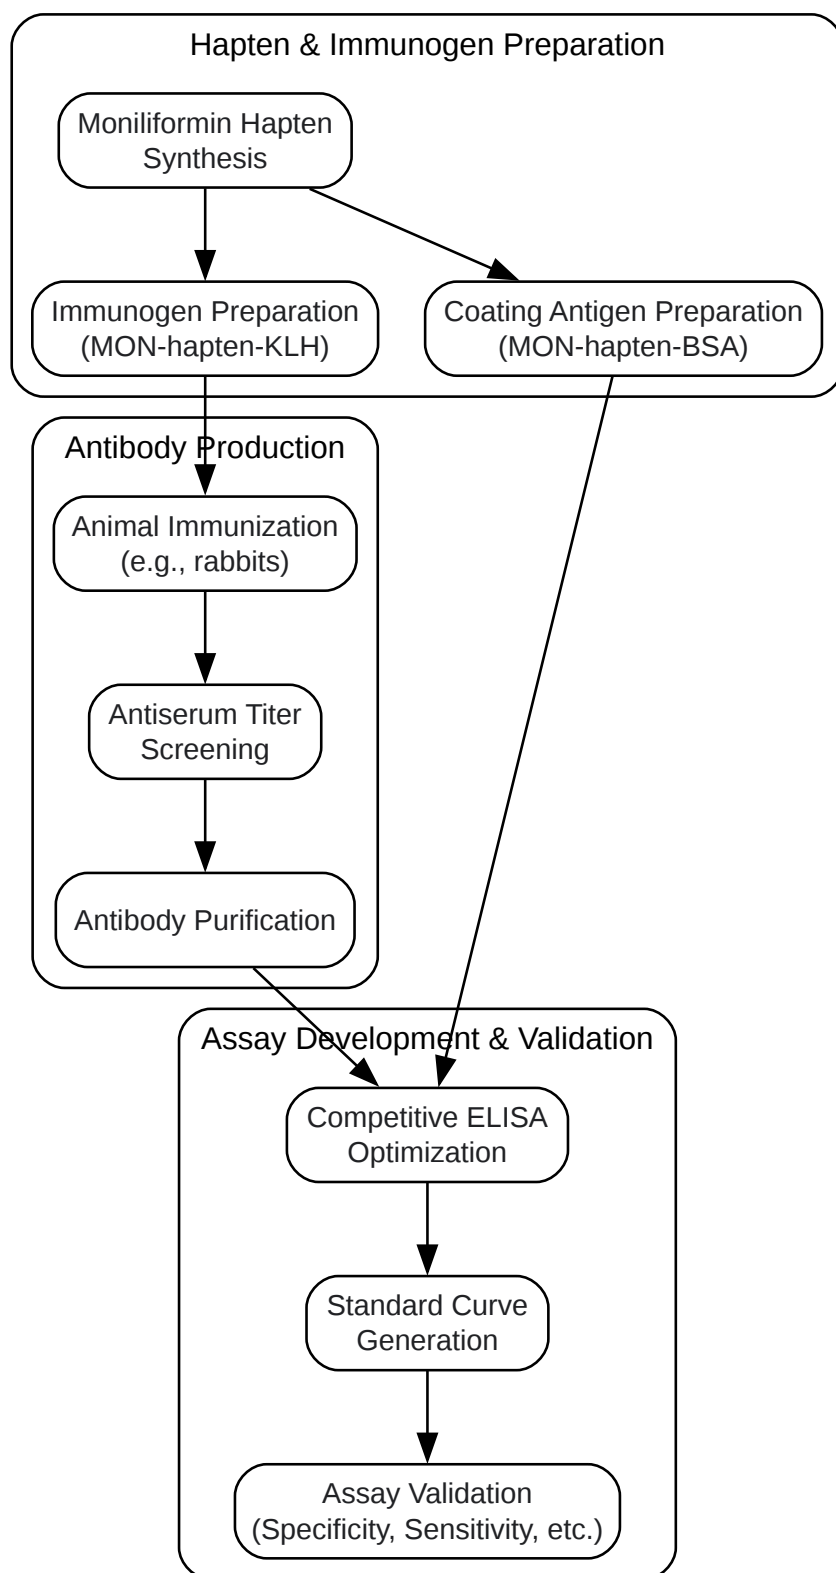 Hapten & Immunogen Preparation
Moniliformin Hapten
Synthesis
Immunogen Preparation
(MON-hapten-KLH)
Coating Antigen Preparation
(MON-hapten-BSA)
Antibody Production
Animal Immunization
(e.g., rabbits)
Antiserum Titer
Screening
Antibody Purification
Assay Development & Validation
Competitive ELISA
Optimization
Standard Curve
Generation
Assay Validation
(Specificity, Sensitivity, etc.)